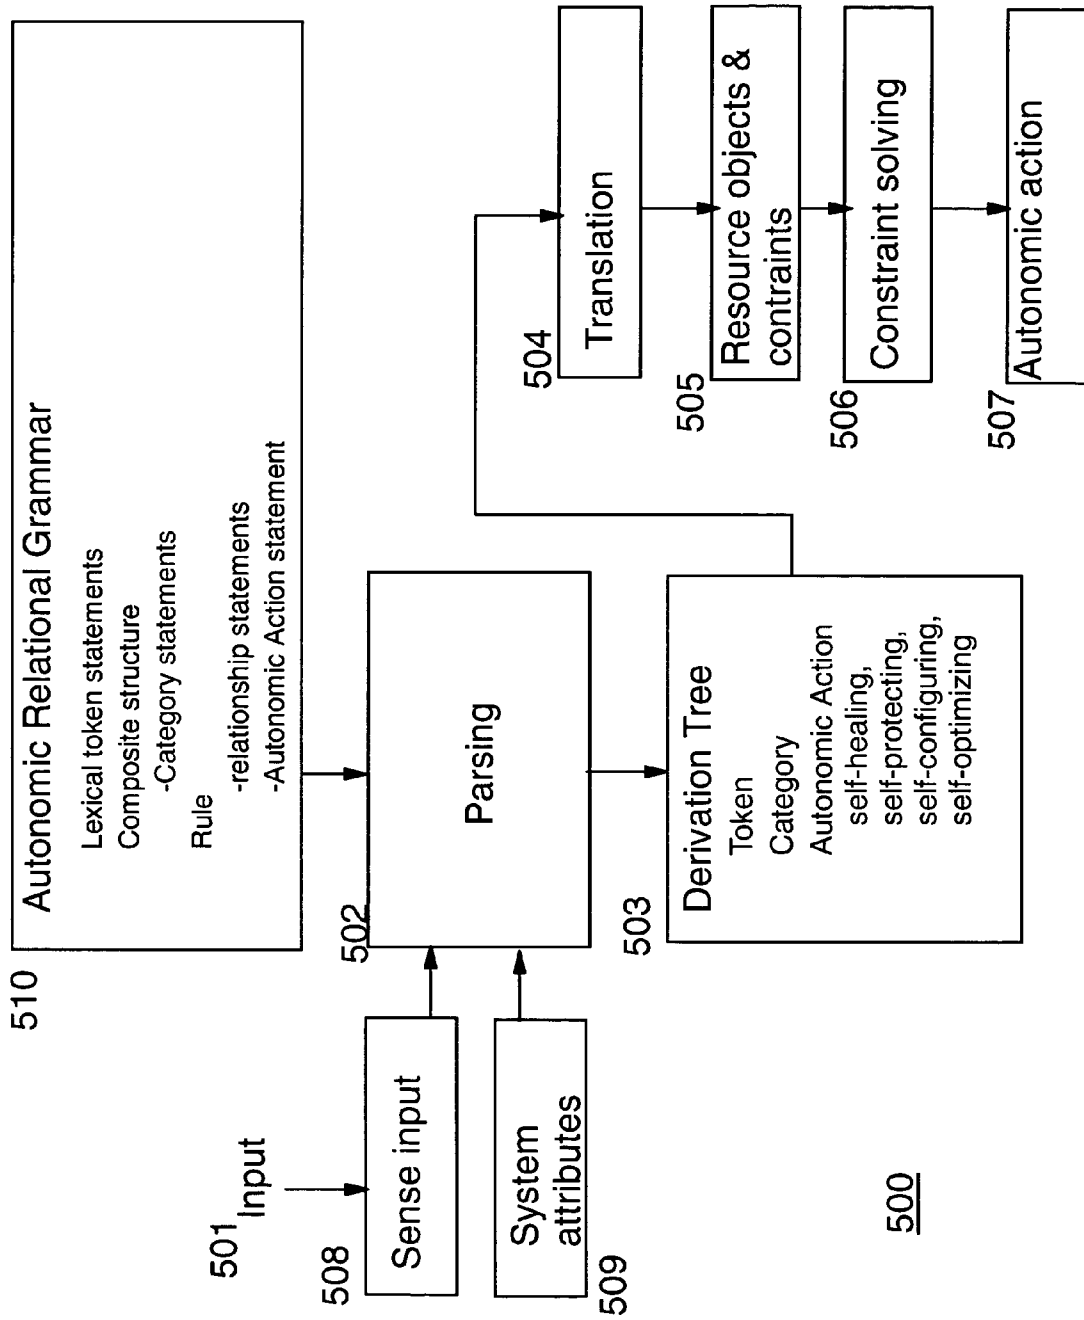 510
Autonomic Relational Grammar
Lexical token statements
Composite structure
-Category statements
Rule
-relationship statements
-Autonomic Action statement
501
Input
508
Sense input
System
attributes
509
502
Parsing
503
Derivation Tree
Token
Category
Autonomic Action
self-healing,
self-protecting,
self-configuring,
self-optimizing
504
Translation
505
Resource objects &
contraints
506
Constraint solving
507
Autonomic action
500